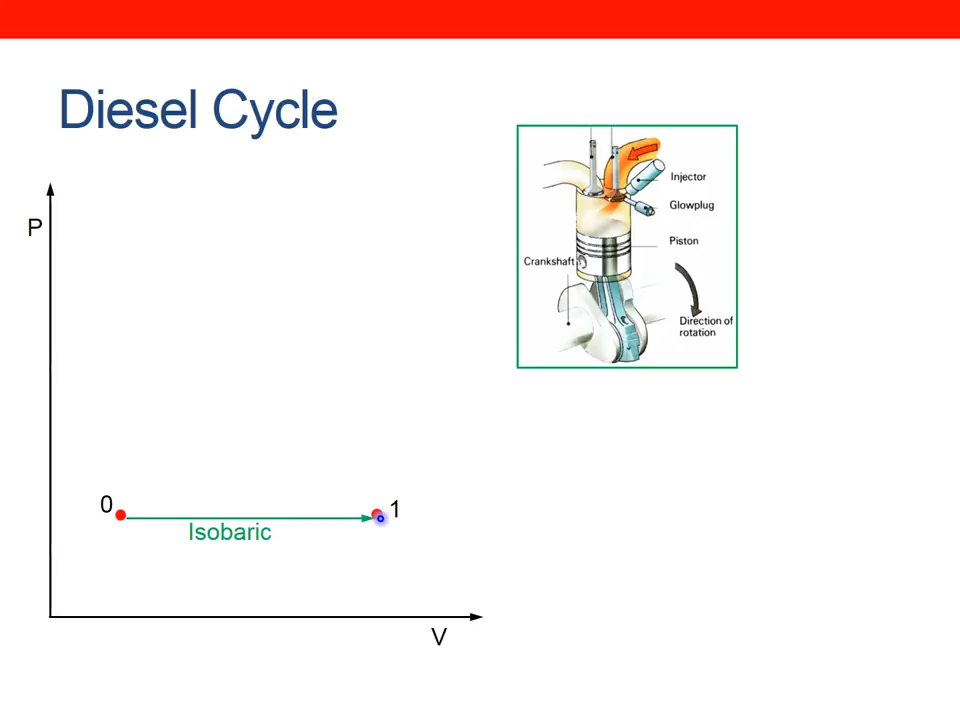 Diesel Cycle
P
0
1
Isobaric
V
Injector
Glowplug
Piston
Crankshaft
Direction of
rotation